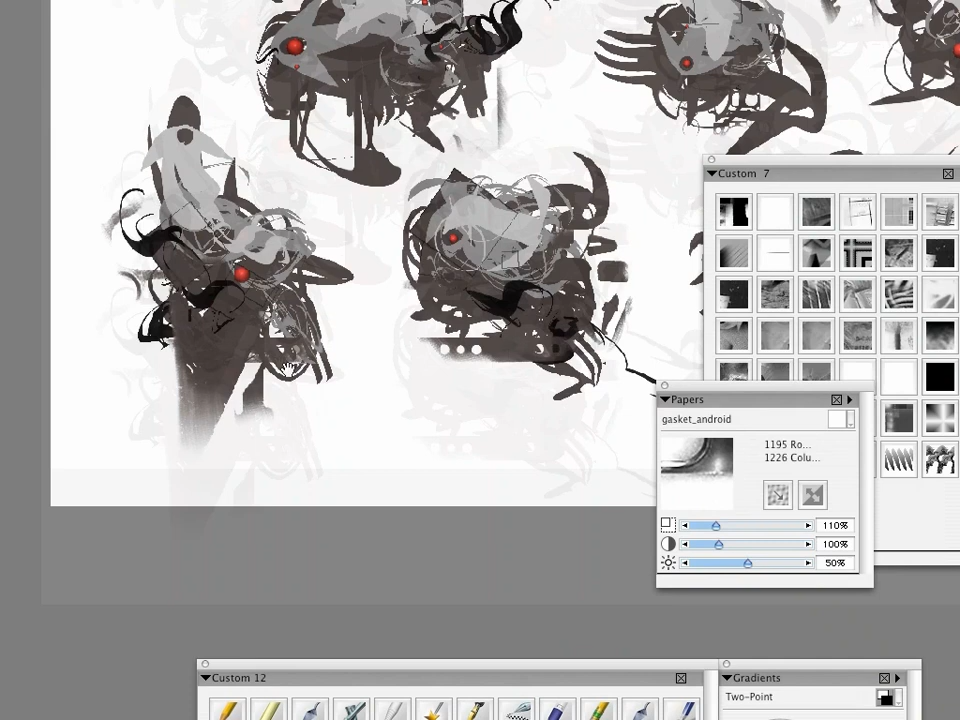 Custom 7
Papers
gasket_android
1195 Ro...
1226 Colu...
110%
100%
50%
Custom 12
Gradients
Two-Point